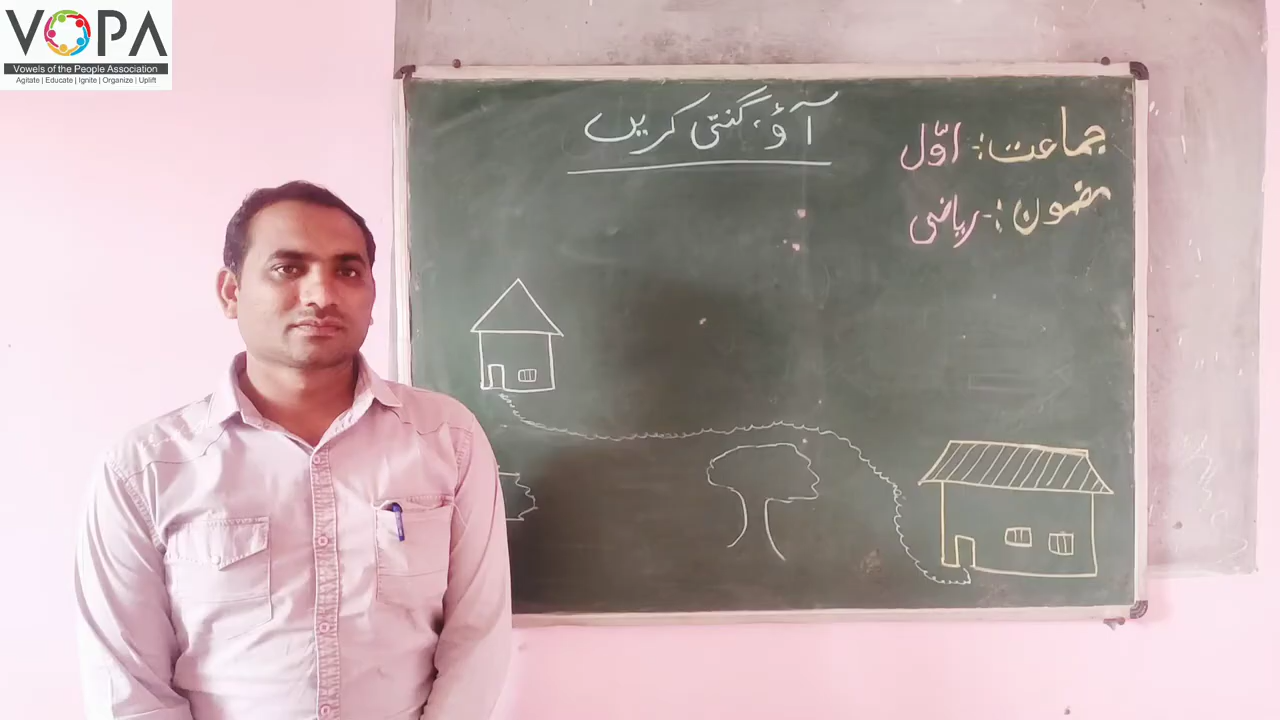 VOPA
Vowels of the People Association
Agitate | Educate | Ignite | Organize | Uplift
آؤ، گنتی کریں
جماعت :- اوّل
مضمون :- ریاضی